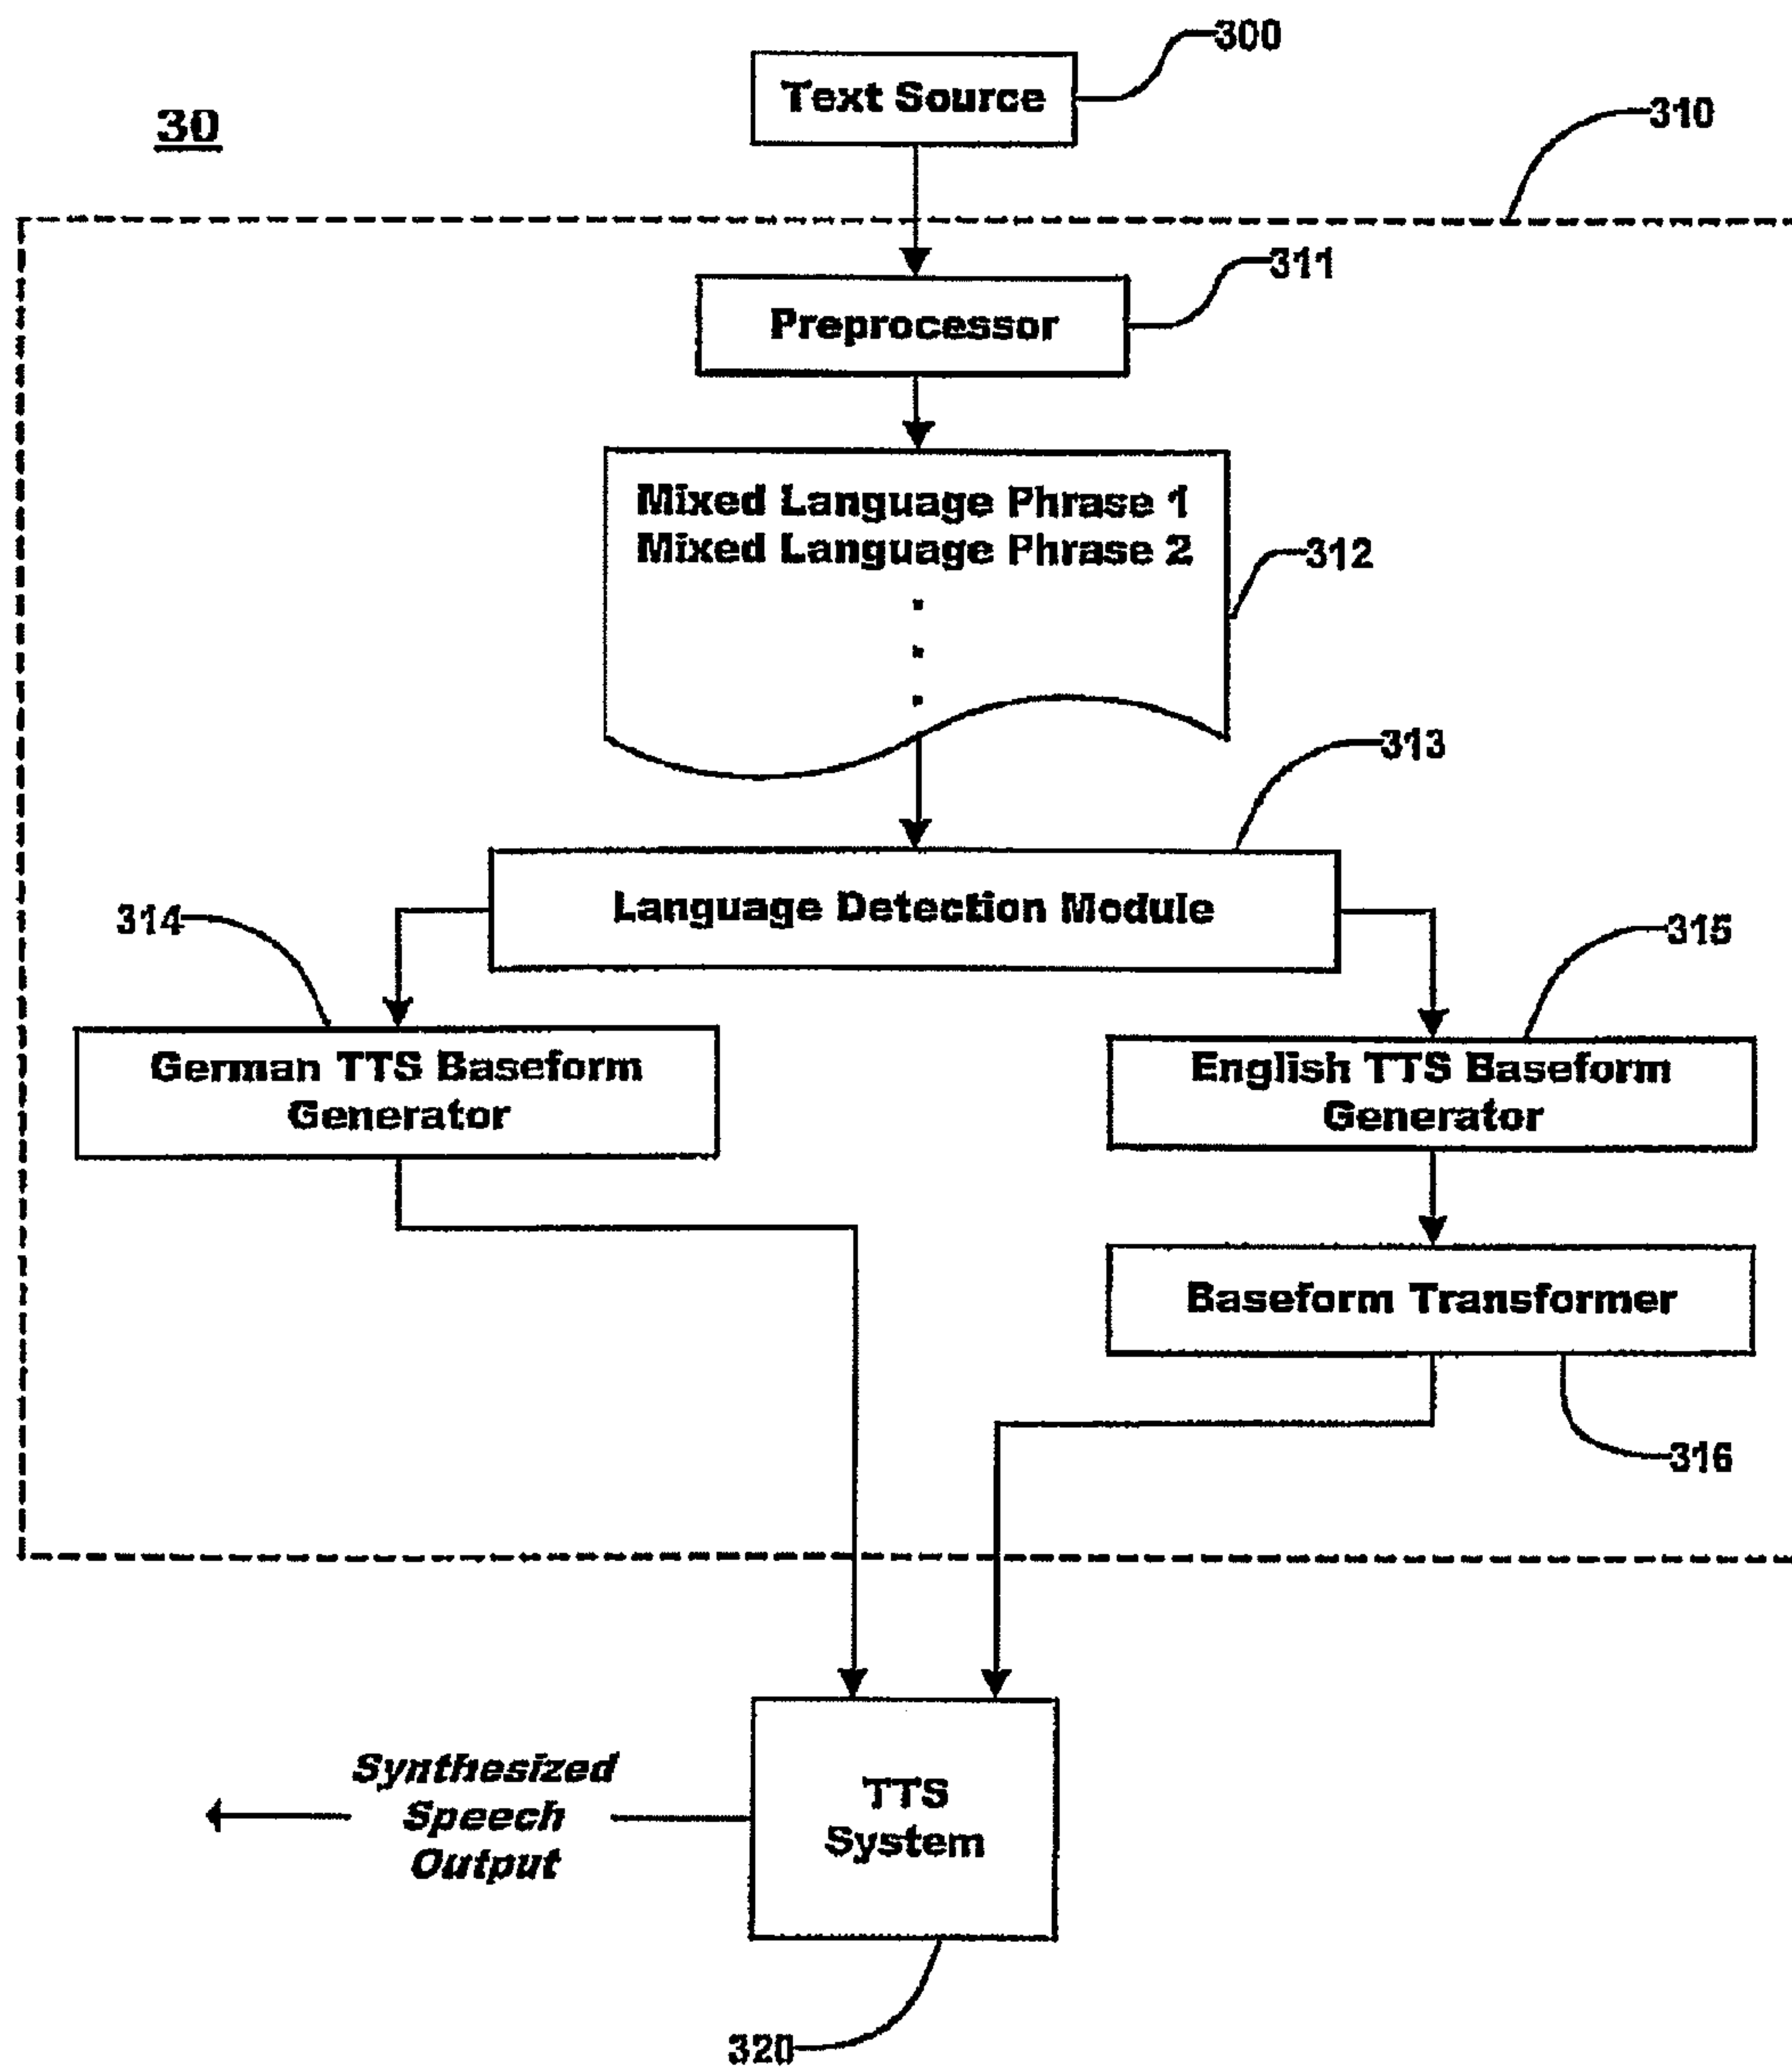 300
Text Source
30
310
311
Preprocessor
Mixed Language Phrase 1
Mixed Language Phrase 2
312
313
Language Detection Module
314
315
German TTS Baseform
Generator
English TTS Baseform
Generator
Baseform Transformer
316
Synthesized
Speech
Output
TTS
System
320